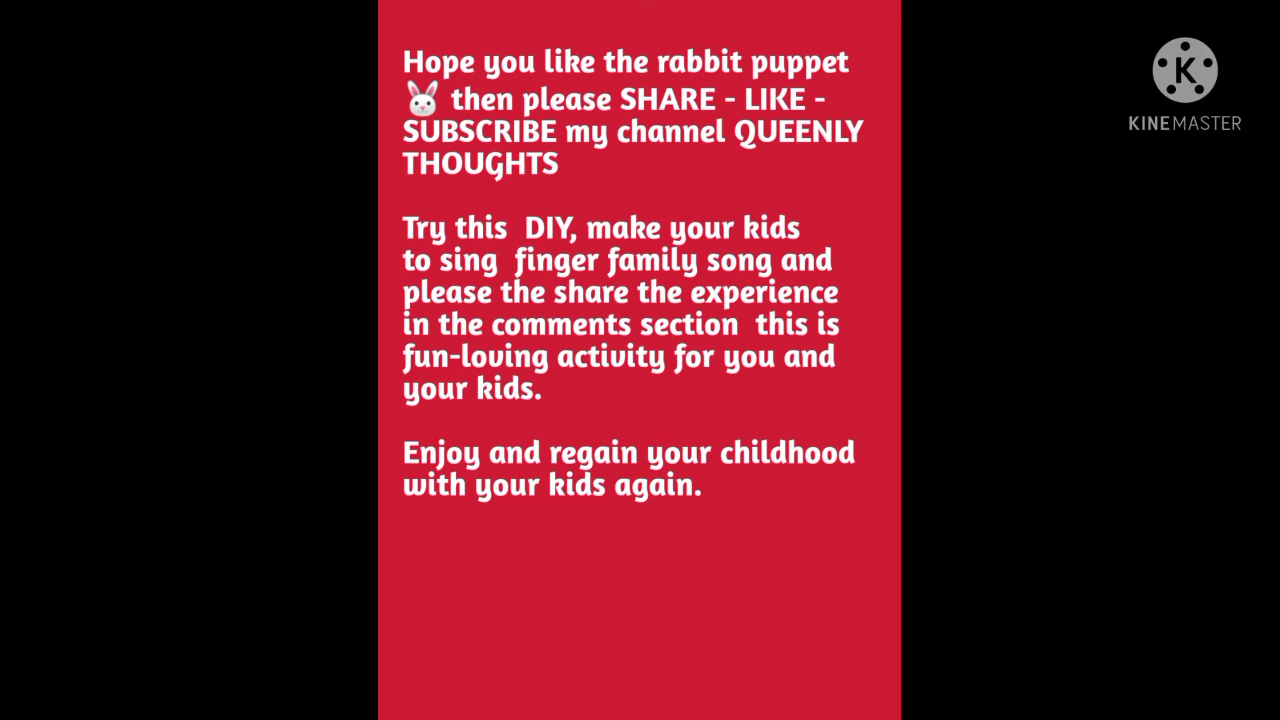 Hope you like the rabbit puppet
🐰 then please SHARE - LIKE -
SUBSCRIBE my channel QUEENLY
THOUGHTS
Try this  DIY, make your kids
to sing  finger family song and
please the share the experience
in the comments section  this is
fun-loving activity for you and
your kids.
Enjoy and regain your childhood
with your kids again.
K
KINEMASTER